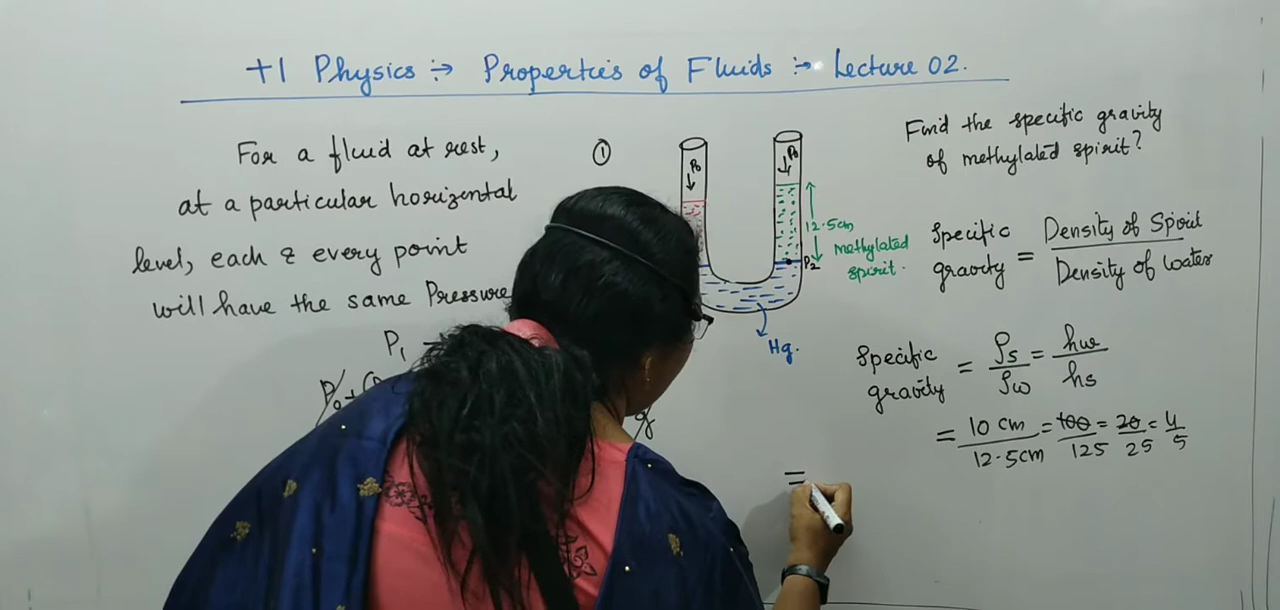 +1 Physics :→ Properties of Fluids :→ Lecture 02.
For a fluid at rest,
at a particular horizontal
level, each & every point
will have the same Pressure
P₁
P₀ +
g
①
P₀
P₀
12.5cm
methylated
spirit.
P₂
Hg.
Find the specific gravity
of methylated spirit?
Specific gravity = Density of Spirit / Density of water
Specific gravity = ρs / ρw = hw / hs
= 10 cm / 12.5cm = 100 / 125 = 20 / 25 = 4 / 5
=